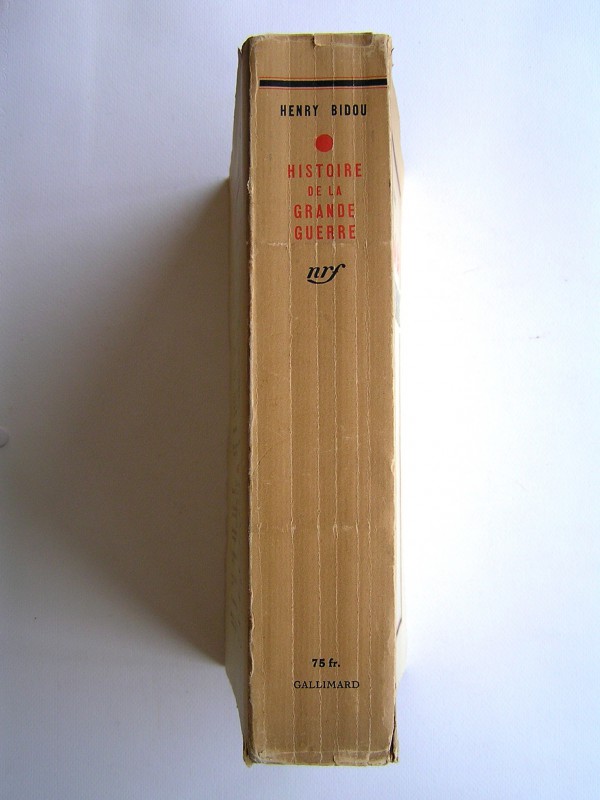 HENRY BIDOU
HISTOIRE
DE LA
GRANDE
GUERRE
nrf
75 fr.
GALLIMARD